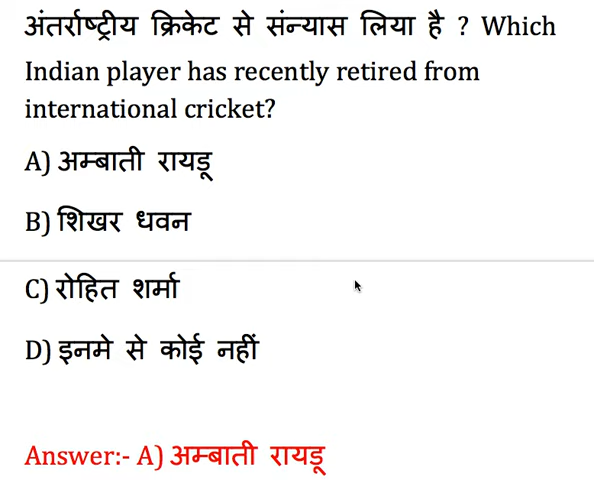 अंतर्राष्ट्रीय क्रिकेट से संन्यास लिया है ? Which
Indian player has recently retired from
international cricket?
A) अम्बाती रायडू
B) शिखर धवन
C) रोहित शर्मा
D) इनमे से कोई नहीं
Answer:- A) अम्बाती रायडू